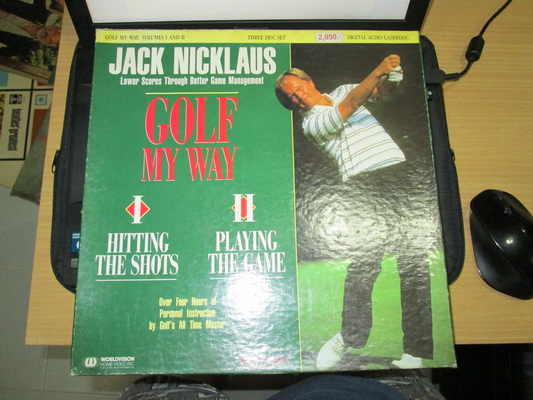 GOLF MY WAY: VOLUMES I AND II
THREE DISC SET
2,950
DIGITAL AUDIO LASERDISC
JACK NICKLAUS
Lower Scores Through Better Game Management
GOLF
MY WAY
I
HITTING
THE SHOTS
II
PLAYING
THE GAME
Over Four Hours of
Personal Instruction
by Golf's All Time Master
WORLDVISION
HOME VIDEO INC.